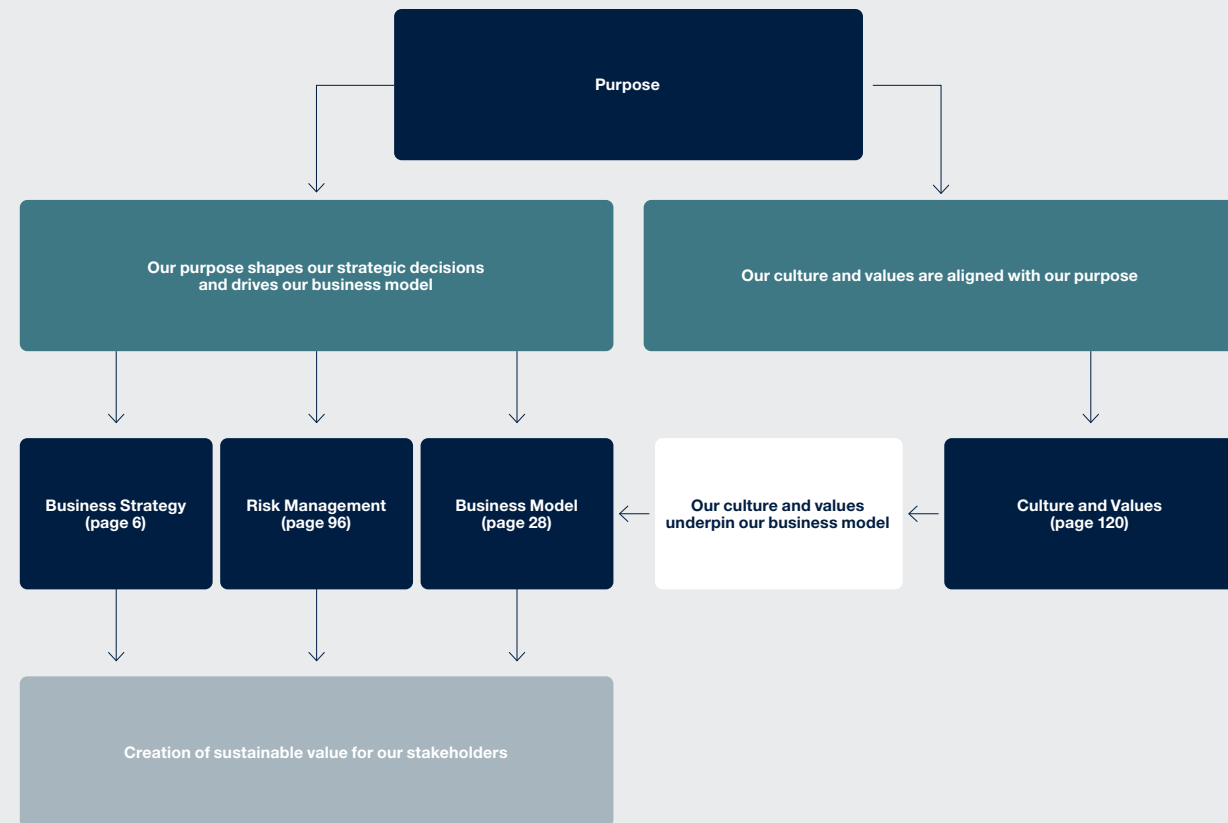 Purpose
Our purpose shapes our strategic decisions
and drives our business model
Our culture and values are aligned with our purpose
Business Strategy
(page 6)
Risk Management
(page 96)
Business Model
(page 28)
Our culture and values
underpin our business model
Culture and Values
(page 120)
Creation of sustainable value for our stakeholders